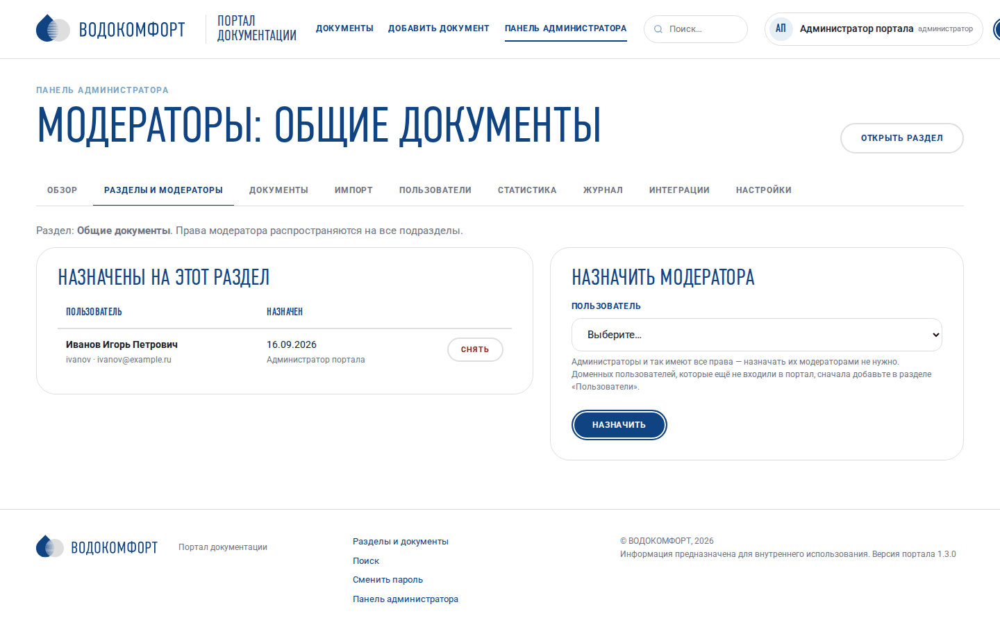 ВОДОКОМФОРТ
ПОРТАЛ
ДОКУМЕНТАЦИИ
ДОКУМЕНТЫ
ДОБАВИТЬ ДОКУМЕНТ
ПАНЕЛЬ АДМИНИСТРАТОРА
Поиск...
АП
Администратор портала администратор
ПАНЕЛЬ АДМИНИСТРАТОРА
МОДЕРАТОРЫ: ОБЩИЕ ДОКУМЕНТЫ
ОТКРЫТЬ РАЗДЕЛ
ОБЗОР
РАЗДЕЛЫ И МОДЕРАТОРЫ
ДОКУМЕНТЫ
ИМПОРТ
ПОЛЬЗОВАТЕЛИ
СТАТИСТИКА
ЖУРНАЛ
ИНТЕГРАЦИИ
НАСТРОЙКИ
Раздел: Общие документы. Права модератора распространяются на все подразделы.
НАЗНАЧЕНЫ НА ЭТОТ РАЗДЕЛ
ПОЛЬЗОВАТЕЛЬ
НАЗНАЧЕН
Иванов Игорь Петрович
ivanov · ivanov@example.ru
16.09.2026
Администратор портала
СНЯТЬ
НАЗНАЧИТЬ МОДЕРАТОРА
ПОЛЬЗОВАТЕЛЬ
Выберите...
Администраторы и так имеют все права — назначать их модераторами не нужно.
Доменных пользователей, которые ещё не входили в портал, сначала добавьте в разделе
«Пользователи».
НАЗНАЧИТЬ
ВОДОКОМФОРТ
Портал документации
Разделы и документы
Поиск
Сменить пароль
Панель администратора
© ВОДОКОМФОРТ, 2026
Информация предназначена для внутреннего использования. Версия портала 1.3.0